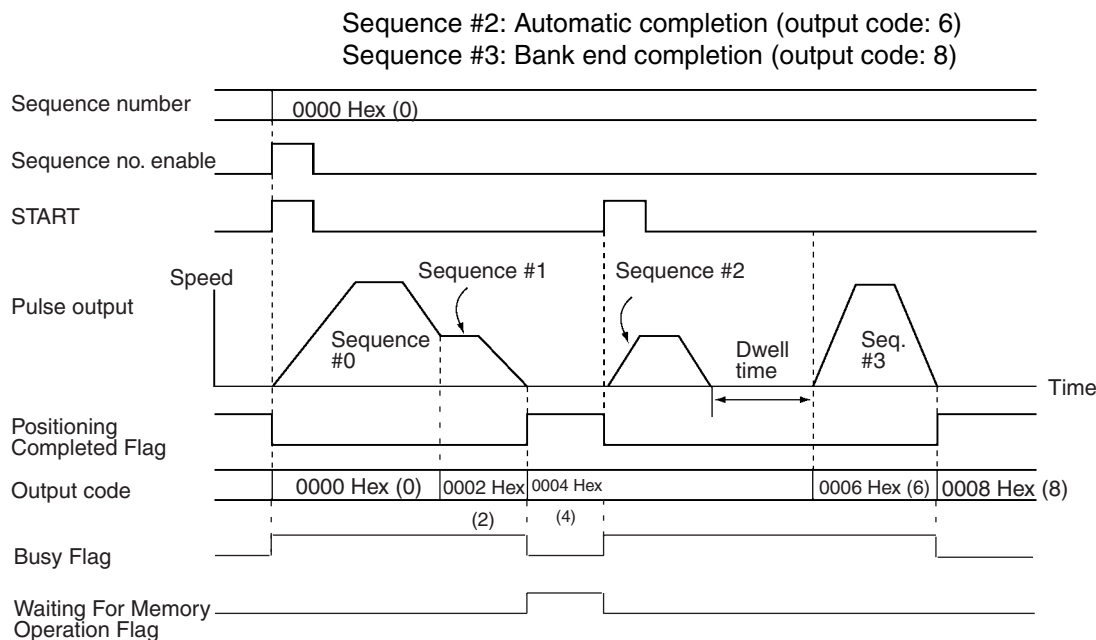 Sequence #2: Automatic completion (output code: 6)
Sequence #3: Bank end completion (output code: 8)
Sequence number
0000 Hex (0)
Sequence no. enable
START
Speed
Sequence #1
Sequence #2
Pulse output
Sequence
#0
Dwell
time
Seq.
#3
Time
Positioning
Completed Flag
Output code
0000 Hex (0)
0002 Hex
(2)
0004 Hex
(4)
0006 Hex (6)
0008 Hex (8)
Busy Flag
Waiting For Memory
Operation Flag